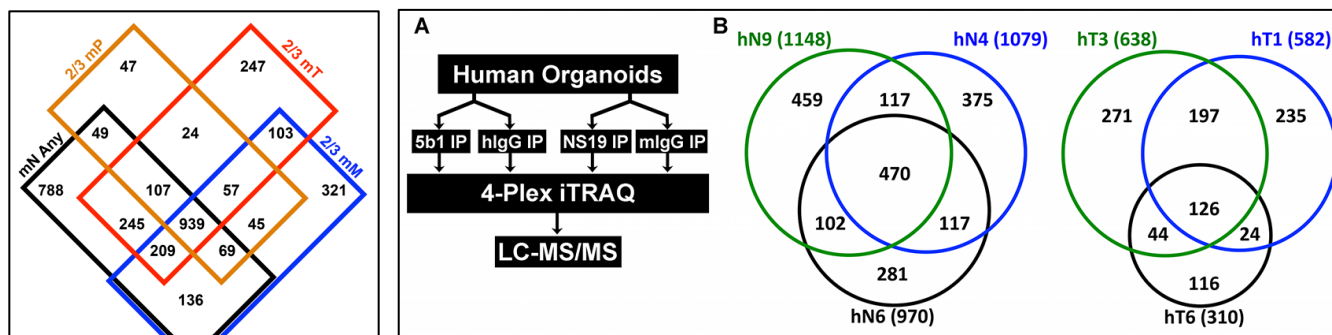 2/3 mP
2/3 mT
mN Any
2/3 mM
47
247
49
24
103
788
107
57
321
245
939
45
209
69
136
A
Human Organoids
5b1 IP
hIgG IP
NS19 IP
mIgG IP
4-Plex iTRAQ
LC-MS/MS
B
hN9 (1148)
hN4 (1079)
459
117
375
470
102
117
281
hN6 (970)
hT3 (638)
hT1 (582)
271
197
235
126
44
24
116
hT6 (310)